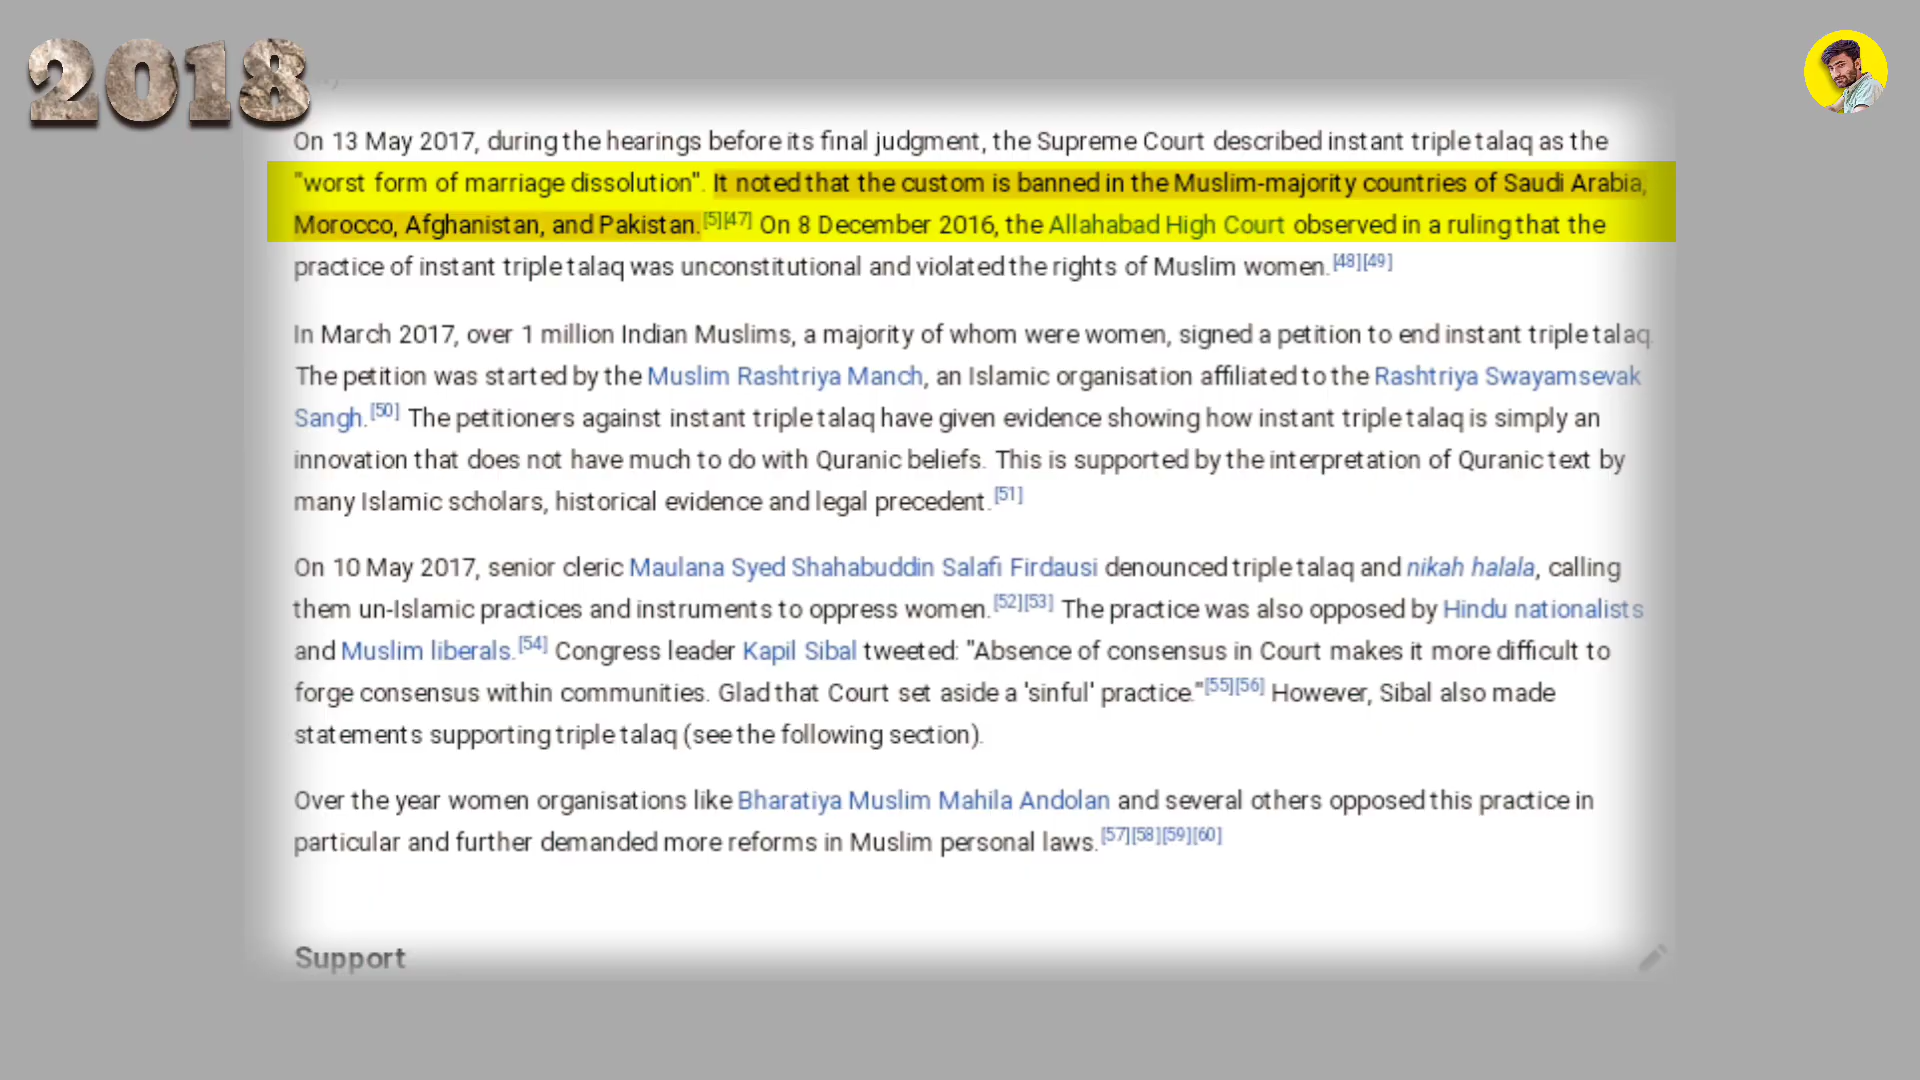 2018
On 13 May 2017, during the hearings before its final judgment, the Supreme Court described instant triple talaq as the
"worst form of marriage dissolution". It noted that the custom is banned in the Muslim-majority countries of Saudi Arabia,
Morocco, Afghanistan, and Pakistan.[5][47] On 8 December 2016, the Allahabad High Court observed in a ruling that the
practice of instant triple talaq was unconstitutional and violated the rights of Muslim women.[48][49]
In March 2017, over 1 million Indian Muslims, a majority of whom were women, signed a petition to end instant triple talaq.
The petition was started by the Muslim Rashtriya Manch, an Islamic organisation affiliated to the Rashtriya Swayamsevak
Sangh.[50] The petitioners against instant triple talaq have given evidence showing how instant triple talaq is simply an
innovation that does not have much to do with Quranic beliefs. This is supported by the interpretation of Quranic text by
many Islamic scholars, historical evidence and legal precedent.[51]
On 10 May 2017, senior cleric Maulana Syed Shahabuddin Salafi Firdausi denounced triple talaq and nikah halala, calling
them un-Islamic practices and instruments to oppress women.[52][53] The practice was also opposed by Hindu nationalists
and Muslim liberals.[54] Congress leader Kapil Sibal tweeted: "Absence of consensus in Court makes it more difficult to
forge consensus within communities. Glad that Court set aside a 'sinful' practice."[55][56] However, Sibal also made
statements supporting triple talaq (see the following section).
Over the year women organisations like Bharatiya Muslim Mahila Andolan and several others opposed this practice in
particular and further demanded more reforms in Muslim personal laws.[57][58][59][60]
Support